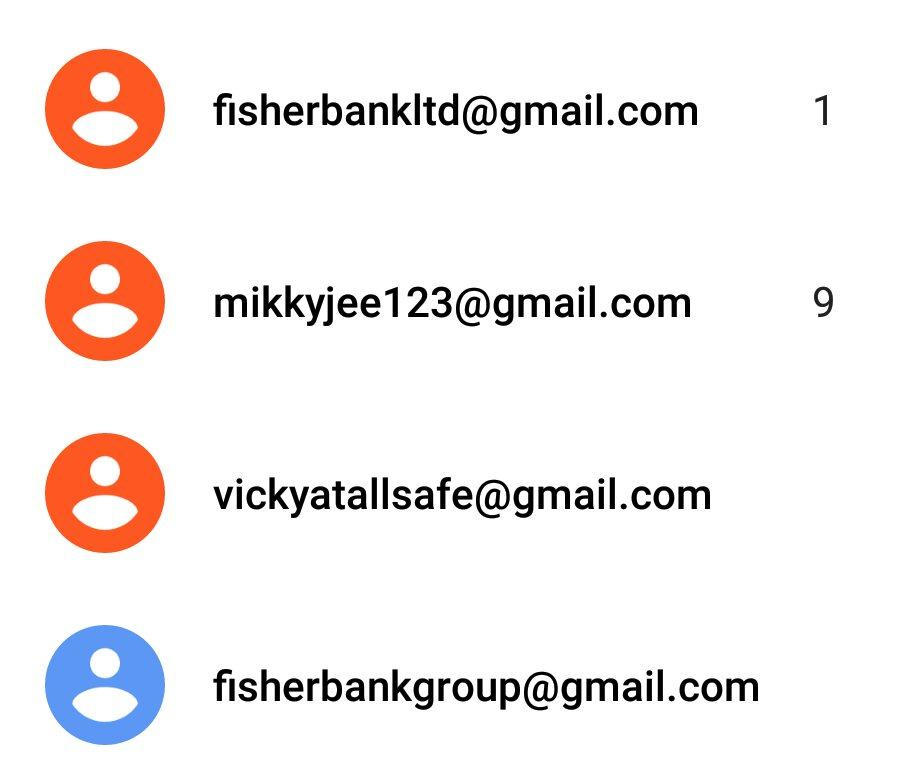 fisherbankltd@gmail.com 1
mikkyjee123@gmail.com 9
vickyatallsafe@gmail.com
fisherbankgroup@gmail.com